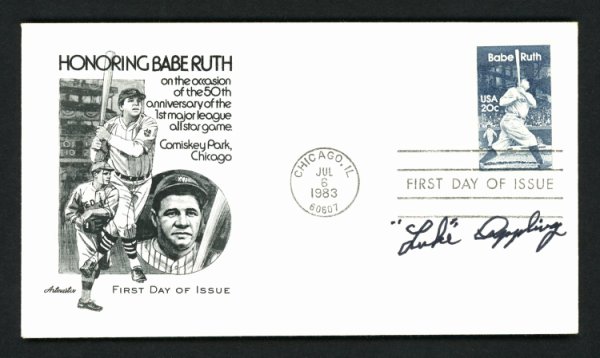 HONORING BABE RUTH
on the occasion
of the 50th
anniversary of the
1st major league
all star game.
Comiskey Park,
Chicago
Artmaster
FIRST DAY OF ISSUE
CHICAGO, IL
JUL
6
1983
60607
Babe Ruth
USA
20c
FIRST DAY OF ISSUE
"Luke" Appling